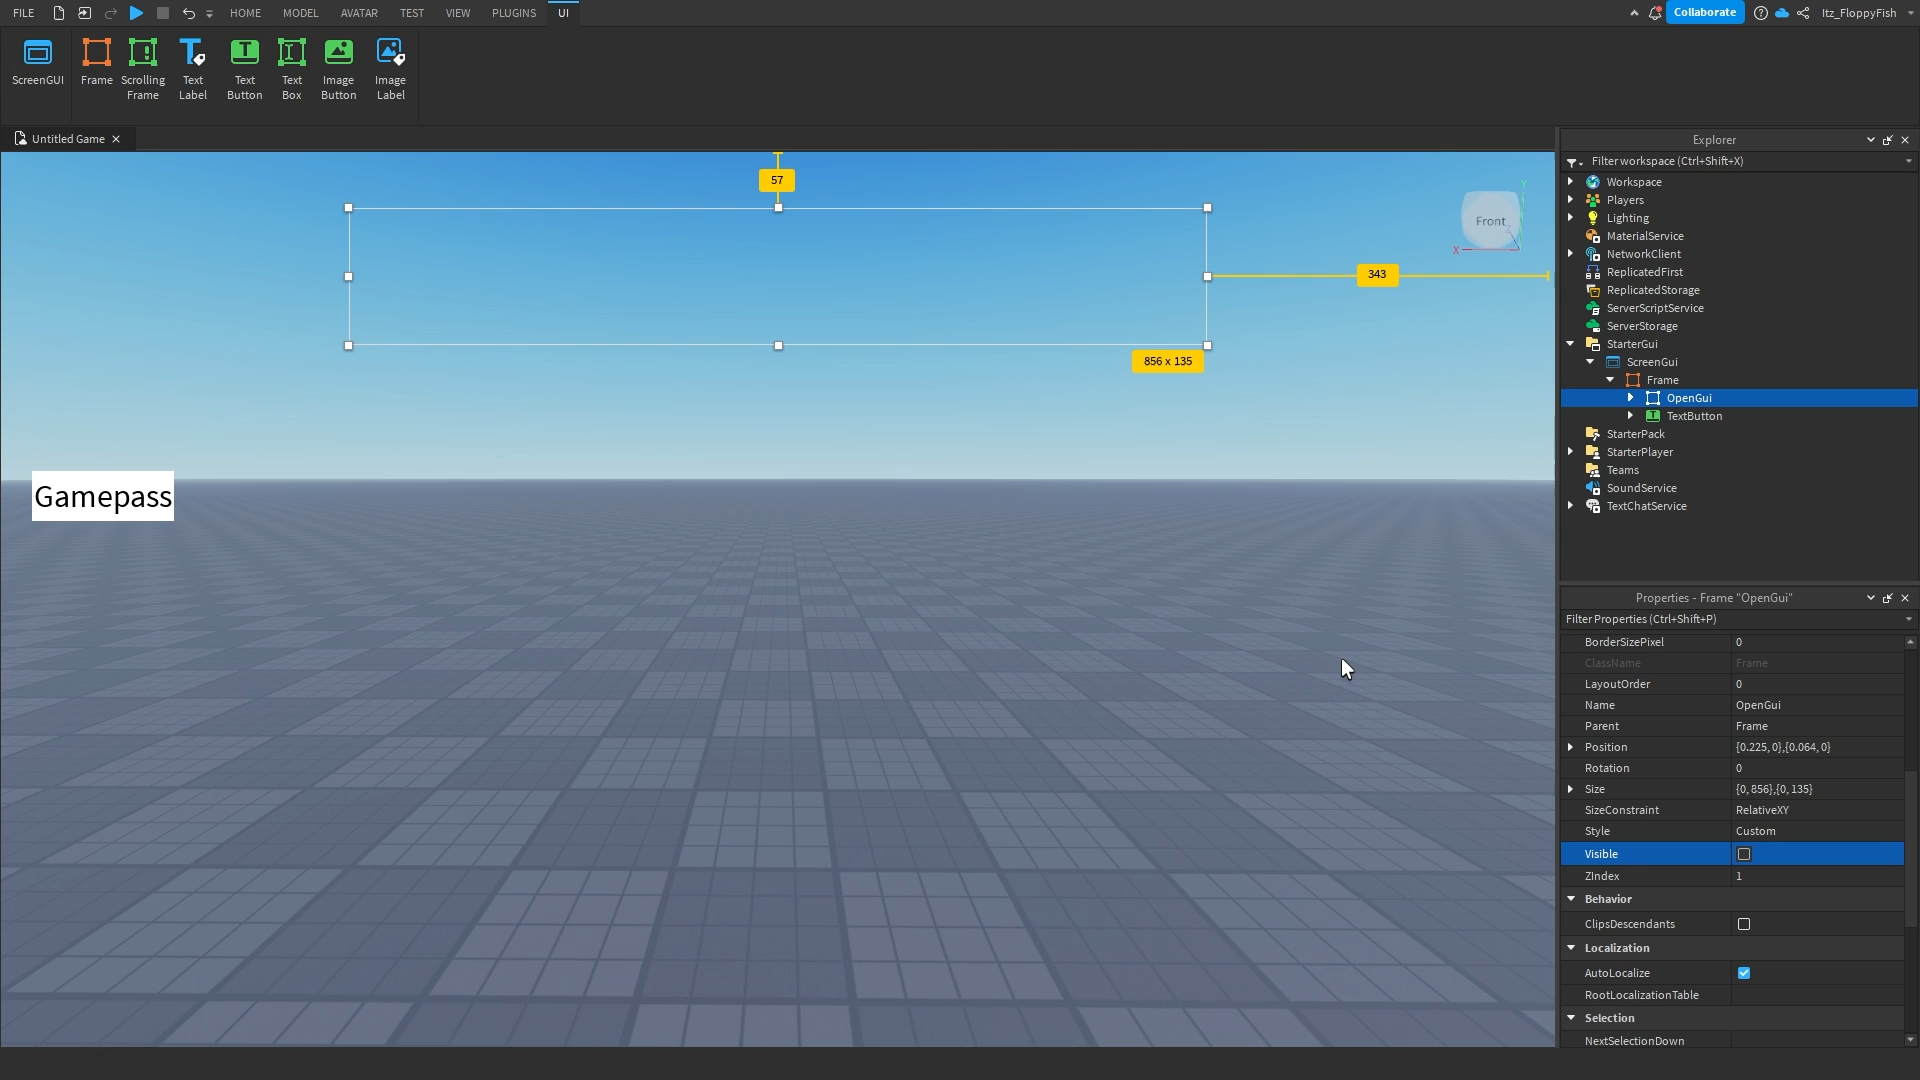 FILE
HOME
MODEL
AVATAR
TEST
VIEW
PLUGINS
UI
Collaborate
Itz_FloppyFish
ScreenGUI
Frame
Scrolling
Frame
Text
Label
Text
Button
Text
Box
Image
Button
Image
Label
Untitled Game
57
343
856 x 135
Front
Y
X
Gamepass
Explorer
Filter workspace (Ctrl+Shift+X)
Workspace
Players
Lighting
MaterialService
NetworkClient
ReplicatedFirst
ReplicatedStorage
ServerScriptService
ServerStorage
StarterGui
ScreenGui
Frame
OpenGui
TextButton
StarterPack
StarterPlayer
Teams
SoundService
TextChatService
Properties - Frame "OpenGui"
Filter Properties (Ctrl+Shift+P)
BorderSizePixel 0
ClassName Frame
LayoutOrder 0
Name OpenGui
Parent Frame
Position {0.225, 0},{0.064, 0}
Rotation 0
Size {0, 856},{0, 135}
SizeConstraint RelativeXY
Style Custom
Visible
ZIndex 1
Behavior
ClipsDescendants
Localization
AutoLocalize
RootLocalizationTable
Selection
NextSelectionDown